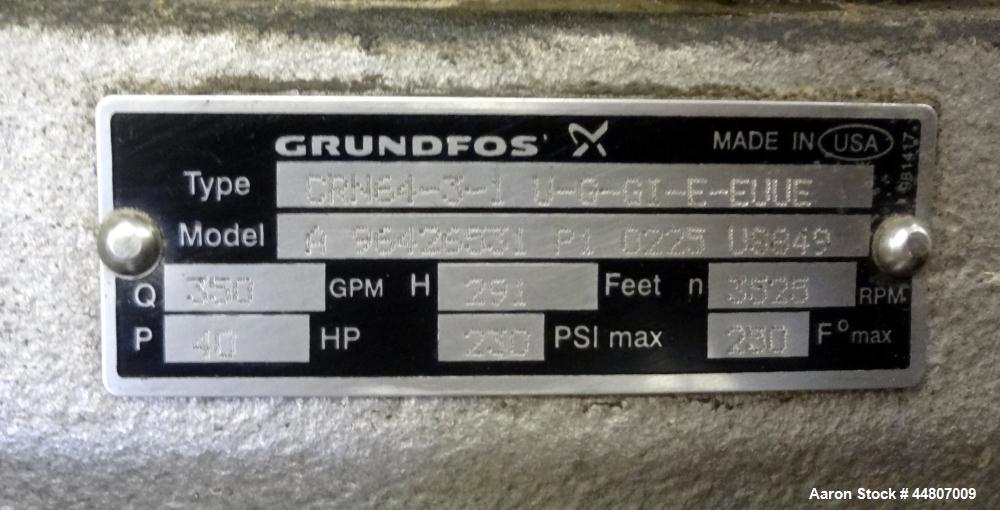 GRUNDFOS MADE IN USA
Type CRN64-3-1 U-G-GI-E-EUUE
Model A 96426531 P1 0225 US849
Q 350 GPM H 291 Feet n 3525 RPM
P 40 HP 230 PSI max 250 F° max
981417
Aaron Stock # 44807009